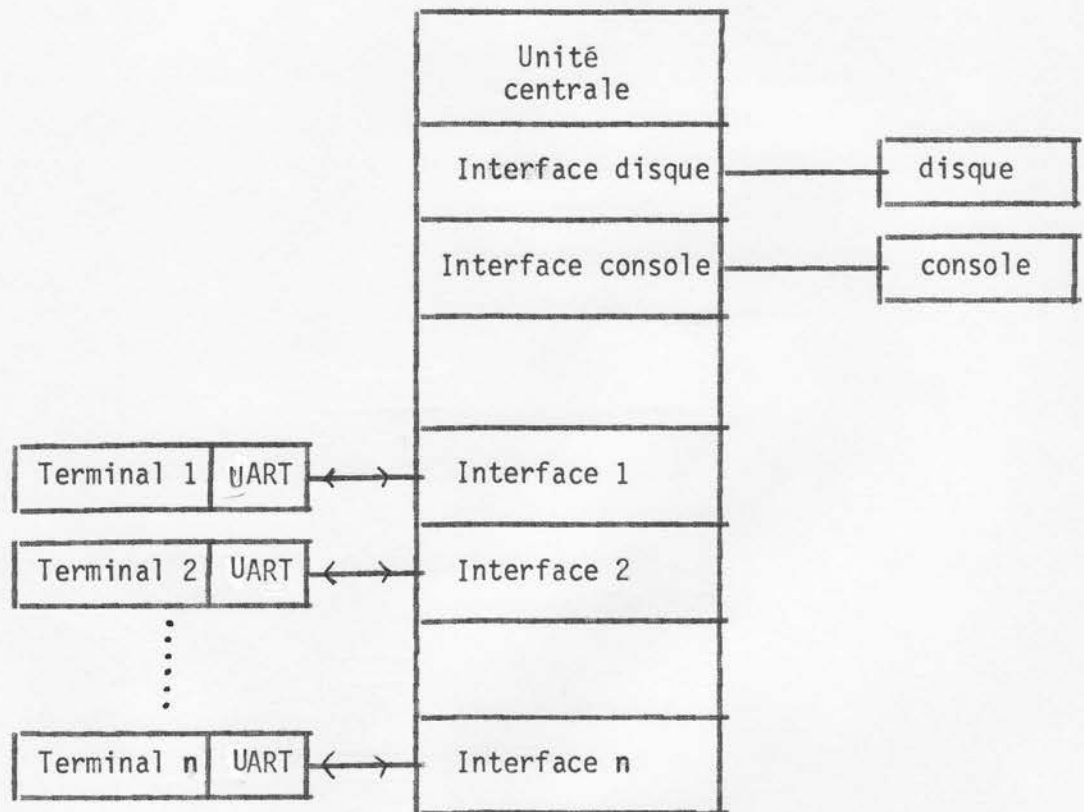 Unité
centrale
Interface disque
disque
Interface console
console
Terminal 1
UART
Interface 1
Terminal 2
UART
Interface 2
Terminal n
UART
Interface n